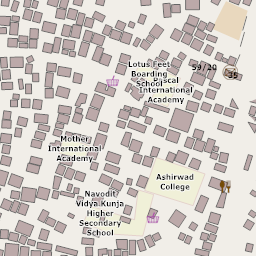 Lotus Feet
Boarding
School
Pascal
International
Academy
59/20
35
Mother
International
Academy
Ashirwad
College
Navodit
Vidya Kunja
Higher
Secondary
School